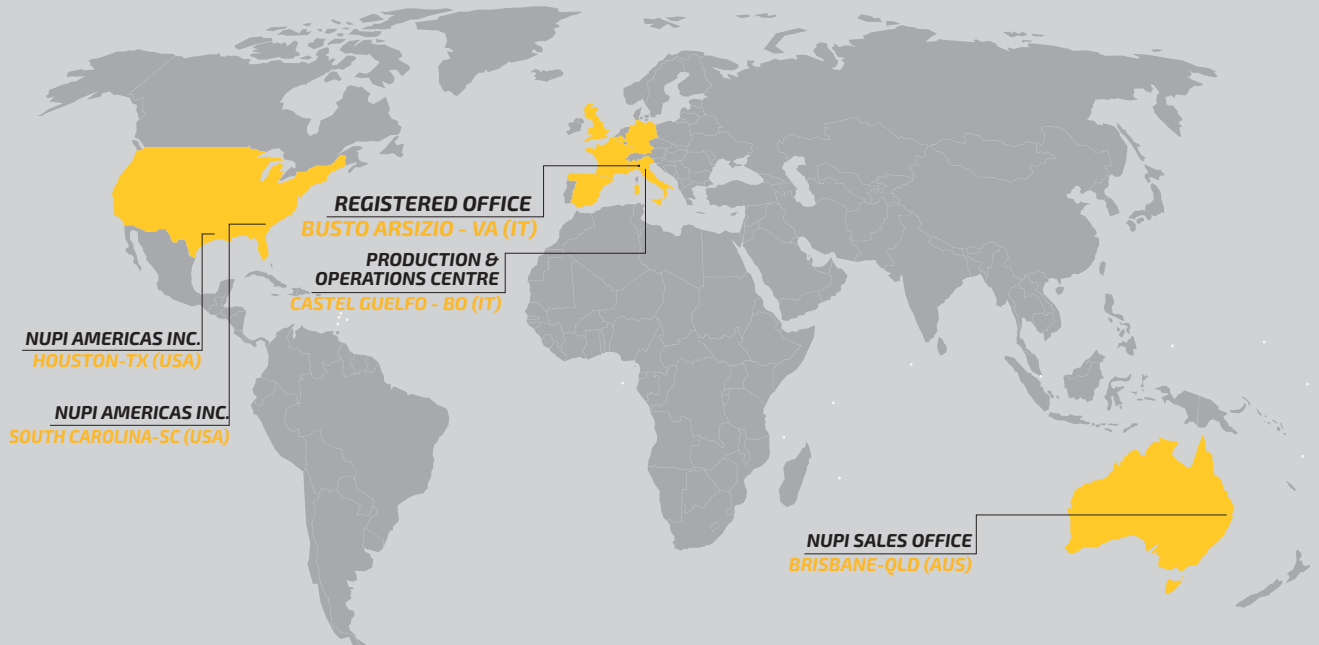 REGISTERED OFFICE
BUSTO ARSIZIO - VA (IT)
PRODUCTION &
OPERATIONS CENTRE
CASTEL GUELFO - BO (IT)
NUPI AMERICAS INC.
HOUSTON-TX (USA)
NUPI AMERICAS INC.
SOUTH CAROLINA-SC (USA)
NUPI SALES OFFICE
BRISBANE-QLD (AUS)